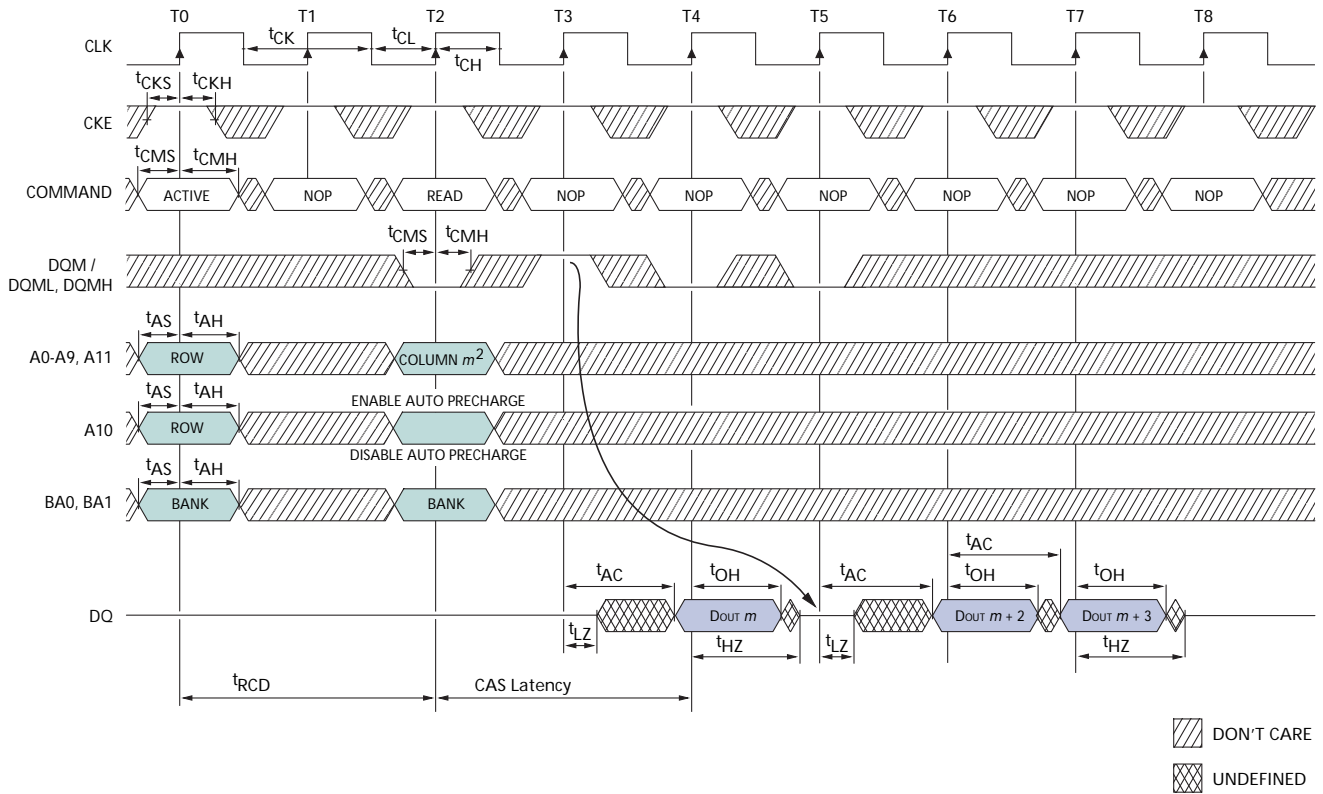 T0 T1 T2 T3 T4 T5 T6 T7 T8
CLK
tCK tCL
tCH
tCKS tCKH
CKE
tCMS tCMH
COMMAND ACTIVE NOP READ NOP NOP NOP NOP NOP NOP
tCMS tCMH
DQM /
DQML, DQMH
tAS tAH
A0-A9, A11 ROW COLUMN m2
tAS tAH ENABLE AUTO PRECHARGE
A10 ROW
DISABLE AUTO PRECHARGE
tAS tAH
BA0, BA1 BANK BANK
tAC
tAC tOH tAC tOH tOH
DQ DOUT m DOUT m + 2 DOUT m + 3
tLZ tHZ tLZ tHZ
tRCD CAS Latency
DON'T CARE
UNDEFINED